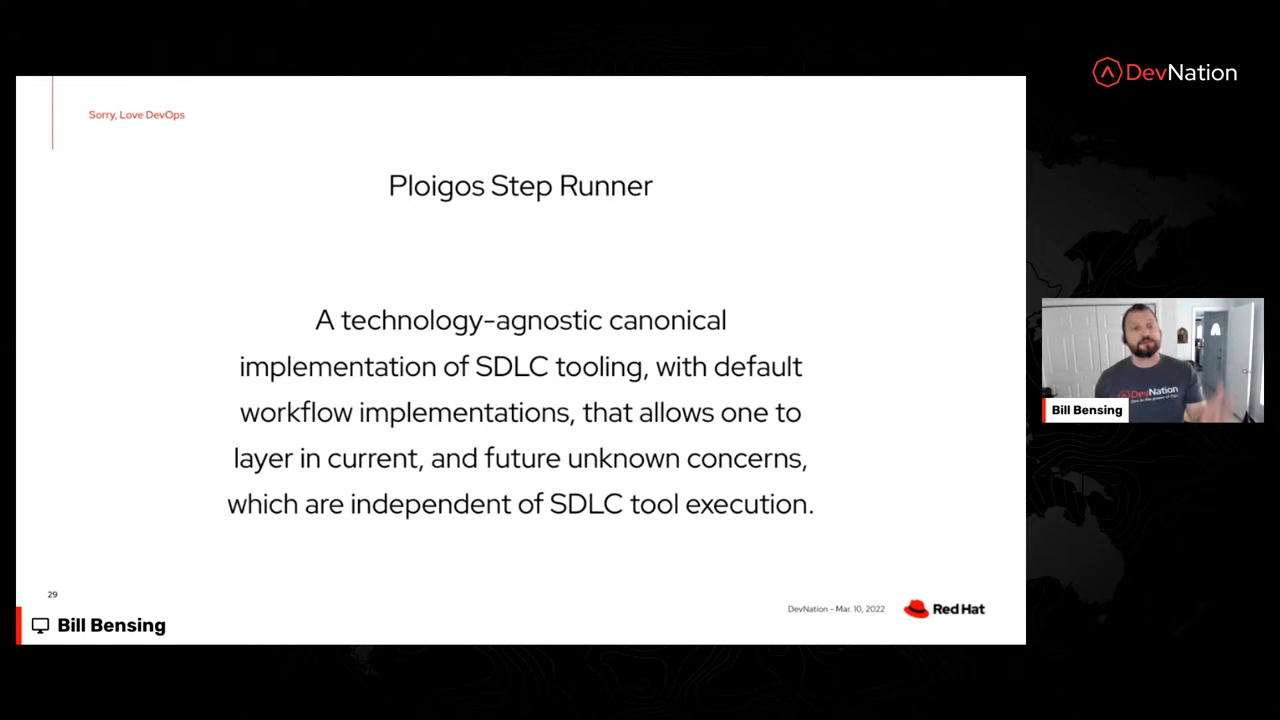 DevNation
Sorry, Love DevOps
Ploigos Step Runner
A technology-agnostic canonical
implementation of SDLC tooling, with default
workflow implementations, that allows one to
layer in current, and future unknown concerns,
which are independent of SDLC tool execution.
29
DevNation - Mar. 10, 2022
Red Hat
Bill Bensing
DevNation
Bill Bensing